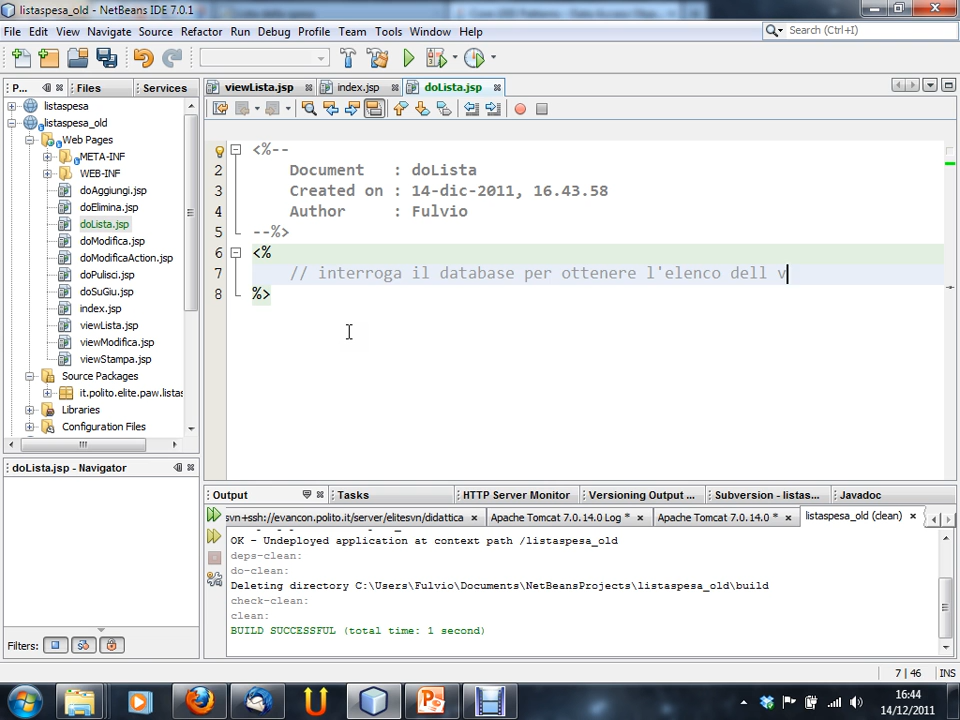 listaspesa_old - NetBeans IDE 7.0.1
File Edit View Navigate Source Refactor Run Debug Profile Team Tools Window Help
Search (Ctrl+I)
P... Files Services
viewLista.jsp index.jsp doLista.jsp
listaspesa
listaspesa_old
Web Pages
META-INF
WEB-INF
doAggiungi.jsp
doElimina.jsp
doLista.jsp
doModifica.jsp
doModificaAction.jsp
doPulisci.jsp
doSuGiu.jsp
index.jsp
viewLista.jsp
viewModifica.jsp
viewStampa.jsp
Source Packages
it.polito.elite.paw.listas
Libraries
Configuration Files
<%--
2 Document : doLista
3 Created on : 14-dic-2011, 16.43.58
4 Author : Fulvio
5 --%>
6 <%
7 // interroga il database per ottenere l'elenco dell v
8 %>
doLista.jsp - Navigator
Filters:
Output Tasks HTTP Server Monitor Versioning Output ... Subversion - listas... Javadoc
svn+ssh://evancon.polito.it/server/elitesvn/didattica Apache Tomcat 7.0.14.0 Log * Apache Tomcat 7.0.14.0 * listaspesa_old (clean)
OK - Undeployed application at context path /listaspesa_old
deps-clean:
do-clean:
Deleting directory C:\Users\Fulvio\Documents\NetBeansProjects\listaspesa_old\build
check-clean:
clean:
BUILD SUCCESSFUL (total time: 1 second)
7 | 46 INS
16:44
14/12/2011